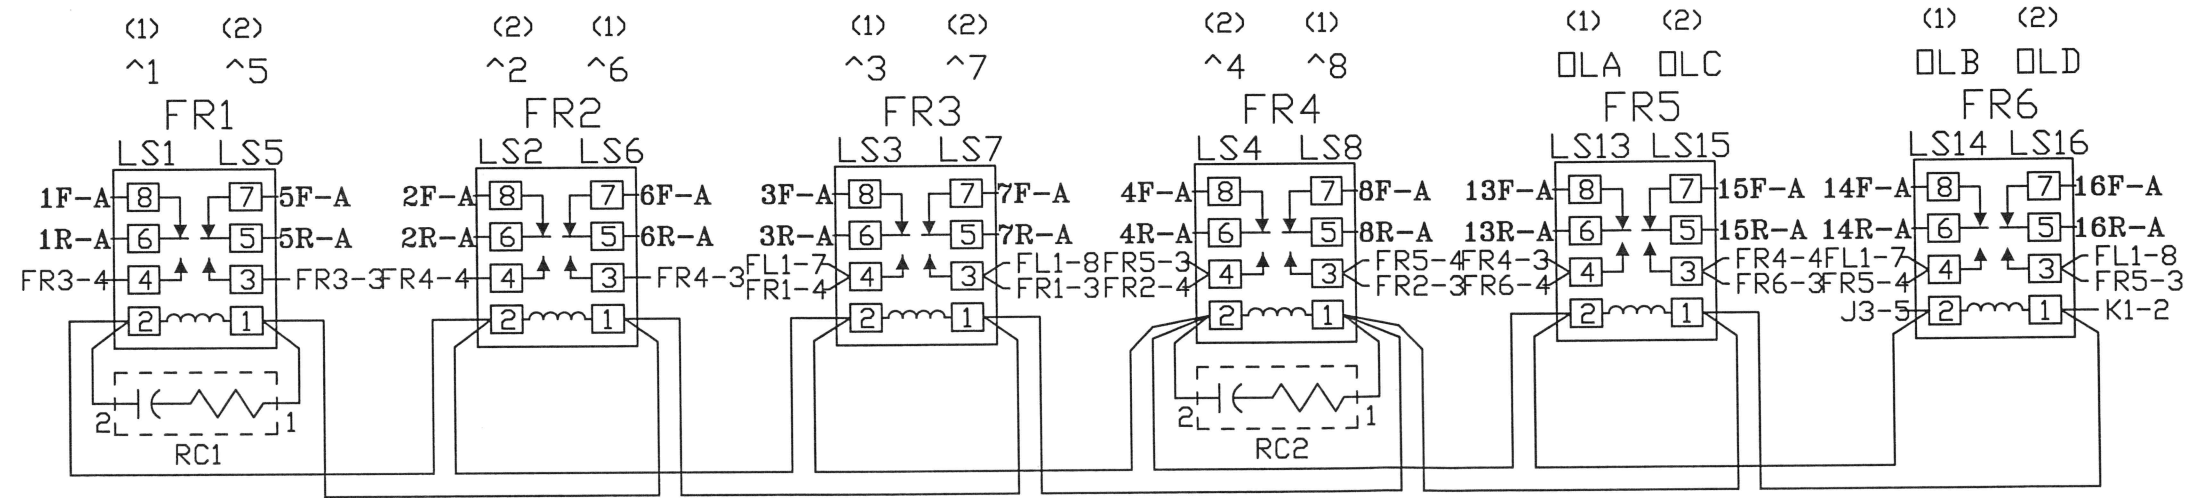 (1) (2) (2) (1) (1) (2) (2) (1) (1) (2) (1) (2)
^1 ^5 ^2 ^6 ^3 ^7 ^4 ^8 OLA OLC OLB OLD
FR1 FR2 FR3 FR4 FR5 FR6
LS1 LS5 LS2 LS6 LS3 LS7 LS4 LS8 LS13 LS15 LS14 LS16
1F-A 8 7 5F-A 2F-A 8 7 6F-A 3F-A 8 7 7F-A 4F-A 8 7 8F-A 13F-A 8 7 15F-A 14F-A 8 7 16F-A
1R-A 6 5 5R-A 2R-A 6 5 6R-A 3R-A 6 5 7R-A 4R-A 6 5 8R-A 13R-A 6 5 15R-A 14R-A 6 5 16R-A
FL1-7 FL1-8 FR5-3 FR5-4 FR4-3 FR4-4 FL1-7 FL1-8
FR3-4 4 3 FR3-3 FR4-4 4 3 FR4-3 4 3 4 3 4 3 4 3
FR1-4 FR1-3 FR2-4 FR2-3 FR6-4 FR6-3 FR5-4 FR5-3
2 1 2 1 2 1 2 1 2 1 J3-5 2 1 K1-2
2 1 2 1
RC1 RC2